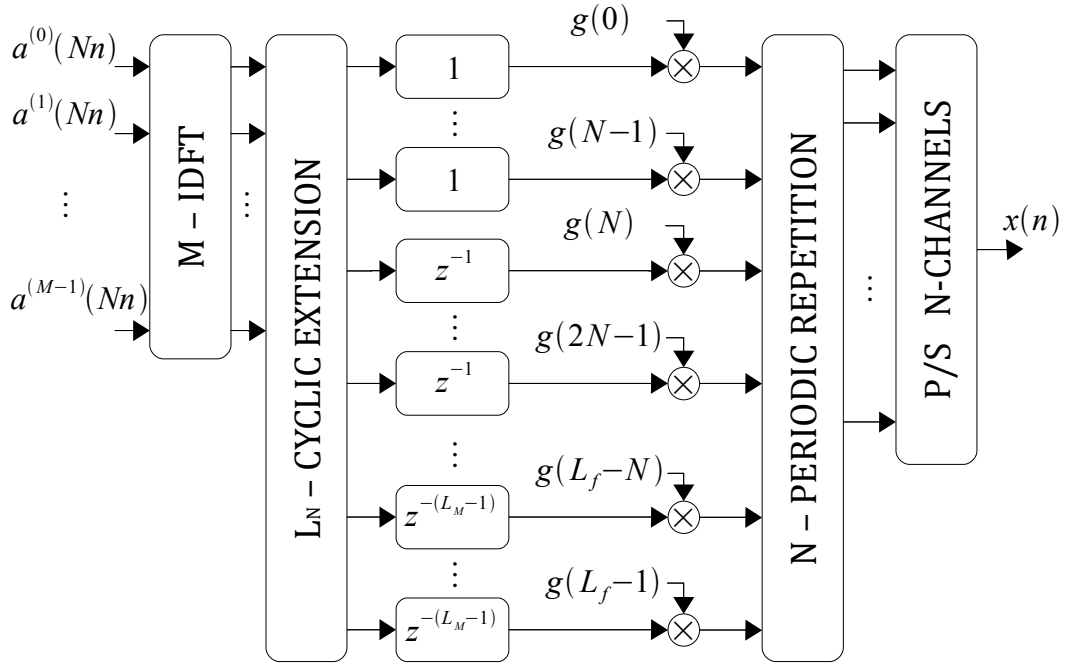 a^{(0)}(Nn)
a^{(1)}(Nn)
⋮
a^{(M−1)}(Nn)
M – IDFT
⋯
L_N – CYCLIC EXTENSION
1
⋮
1
z^{−1}
⋮
z^{−1}
⋮
z^{−(L_M−1)}
⋮
z^{−(L_M−1)}
g(0)
g(N−1)
g(N)
g(2N−1)
g(L_f−N)
g(L_f−1)
N – PERIODIC REPETITION
⋯
P/S N-CHANNELS
x(n)